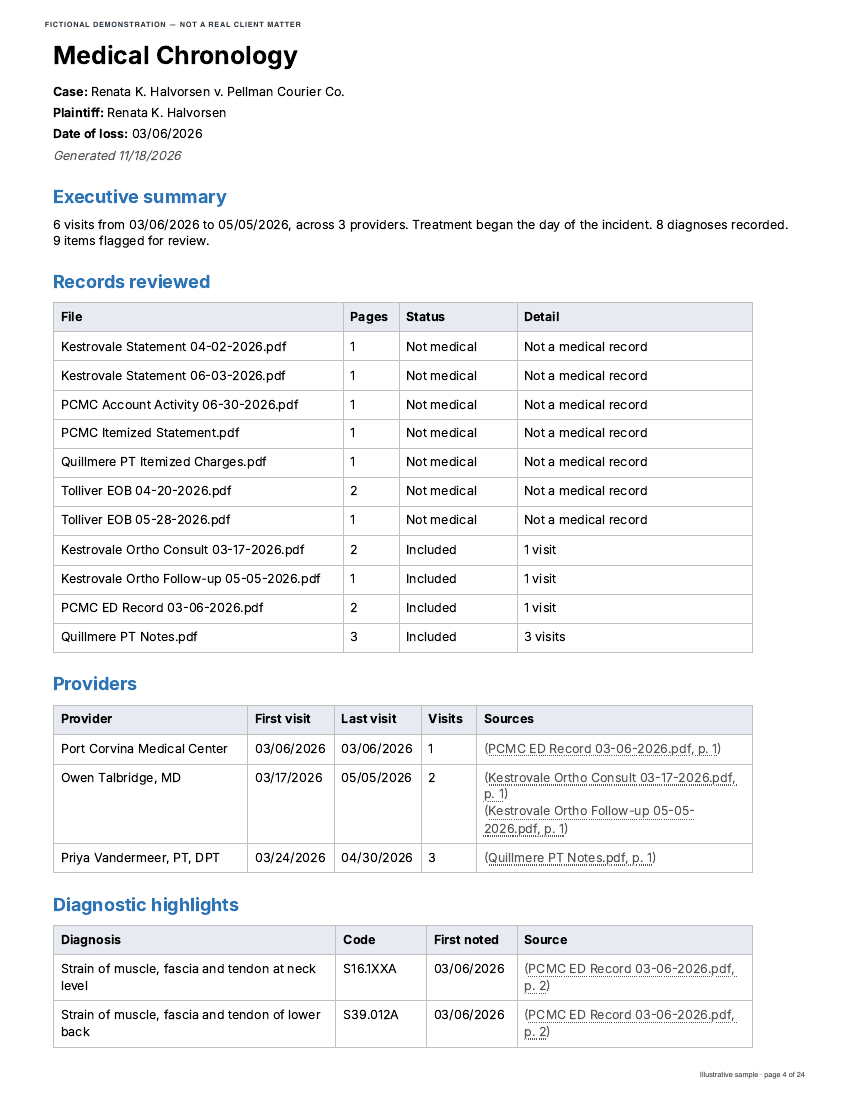 FICTIONAL DEMONSTRATION — NOT A REAL CLIENT MATTER
Medical Chronology
Case: Renata K. Halvorsen v. Pellman Courier Co.
Plaintiff: Renata K. Halvorsen
Date of loss: 03/06/2026
Generated 11/18/2026
Executive summary
6 visits from 03/06/2026 to 05/05/2026, across 3 providers. Treatment began the day of the incident. 8 diagnoses recorded.
9 items flagged for review.
Records reviewed
File Pages Status Detail
Kestrovale Statement 04-02-2026.pdf 1 Not medical Not a medical record
Kestrovale Statement 06-03-2026.pdf 1 Not medical Not a medical record
PCMC Account Activity 06-30-2026.pdf 1 Not medical Not a medical record
PCMC Itemized Statement.pdf 1 Not medical Not a medical record
Quillmere PT Itemized Charges.pdf 1 Not medical Not a medical record
Tolliver EOB 04-20-2026.pdf 2 Not medical Not a medical record
Tolliver EOB 05-28-2026.pdf 1 Not medical Not a medical record
Kestrovale Ortho Consult 03-17-2026.pdf 2 Included 1 visit
Kestrovale Ortho Follow-up 05-05-2026.pdf 1 Included 1 visit
PCMC ED Record 03-06-2026.pdf 2 Included 1 visit
Quillmere PT Notes.pdf 3 Included 3 visits
Providers
Provider First visit Last visit Visits Sources
Port Corvina Medical Center 03/06/2026 03/06/2026 1 (PCMC ED Record 03-06-2026.pdf, p. 1)
Owen Talbridge, MD 03/17/2026 05/05/2026 2 (Kestrovale Ortho Consult 03-17-2026.pdf,
p. 1)
(Kestrovale Ortho Follow-up 05-05-
2026.pdf, p. 1)
Priya Vandermeer, PT, DPT 03/24/2026 04/30/2026 3 (Quillmere PT Notes.pdf, p. 1)
Diagnostic highlights
Diagnosis Code First noted Source
Strain of muscle, fascia and tendon at neck S16.1XXA 03/06/2026 (PCMC ED Record 03-06-2026.pdf,
level p. 2)
Strain of muscle, fascia and tendon of lower S39.012A 03/06/2026 (PCMC ED Record 03-06-2026.pdf,
back p. 2)
Illustrative sample · page 4 of 24